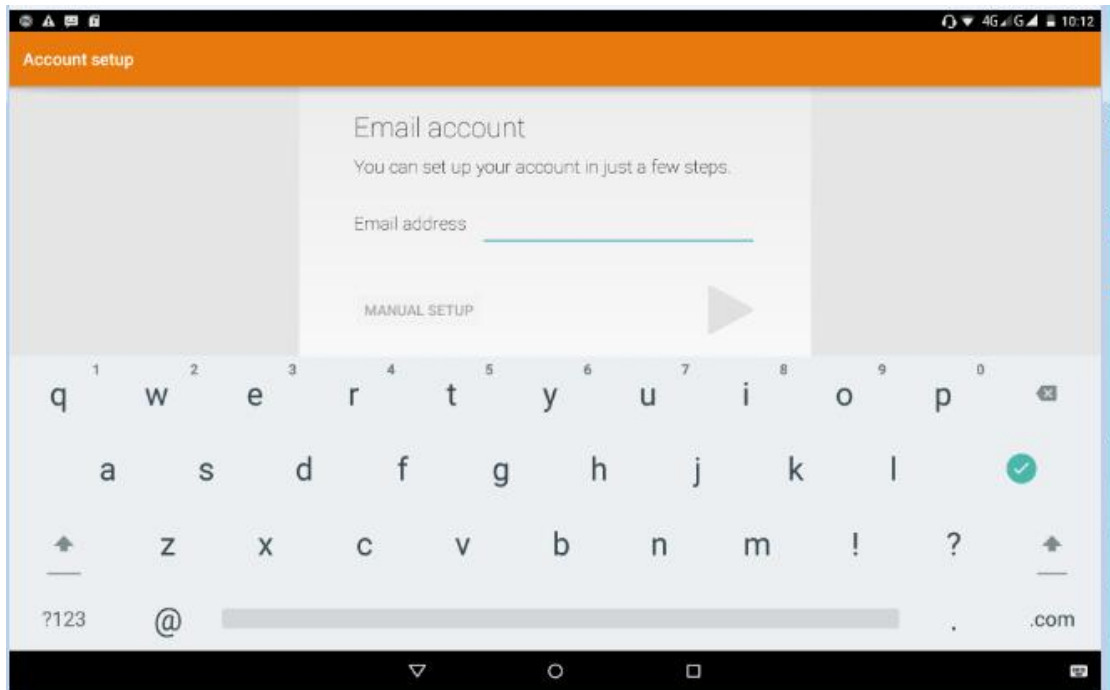 4G G 10:12
Account setup
Email account
You can set up your account in just a few steps.
Email address
MANUAL SETUP
1 2 3 4 5 6 7 8 9 0
q w e r t y u i o p
a s d f g h j k l
z x c v b n m ! ?
?123 @ . .com